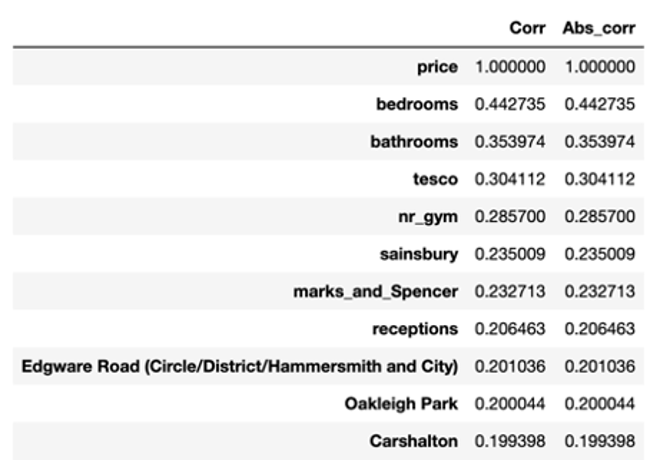 Corr Abs_corr
price 1.000000 1.000000
bedrooms 0.442735 0.442735
bathrooms 0.353974 0.353974
tesco 0.304112 0.304112
nr_gym 0.285700 0.285700
sainsbury 0.235009 0.235009
marks_and_Spencer 0.232713 0.232713
receptions 0.206463 0.206463
Edgware Road (Circle/District/Hammersmith and City) 0.201036 0.201036
Oakleigh Park 0.200044 0.200044
Carshalton 0.199398 0.199398